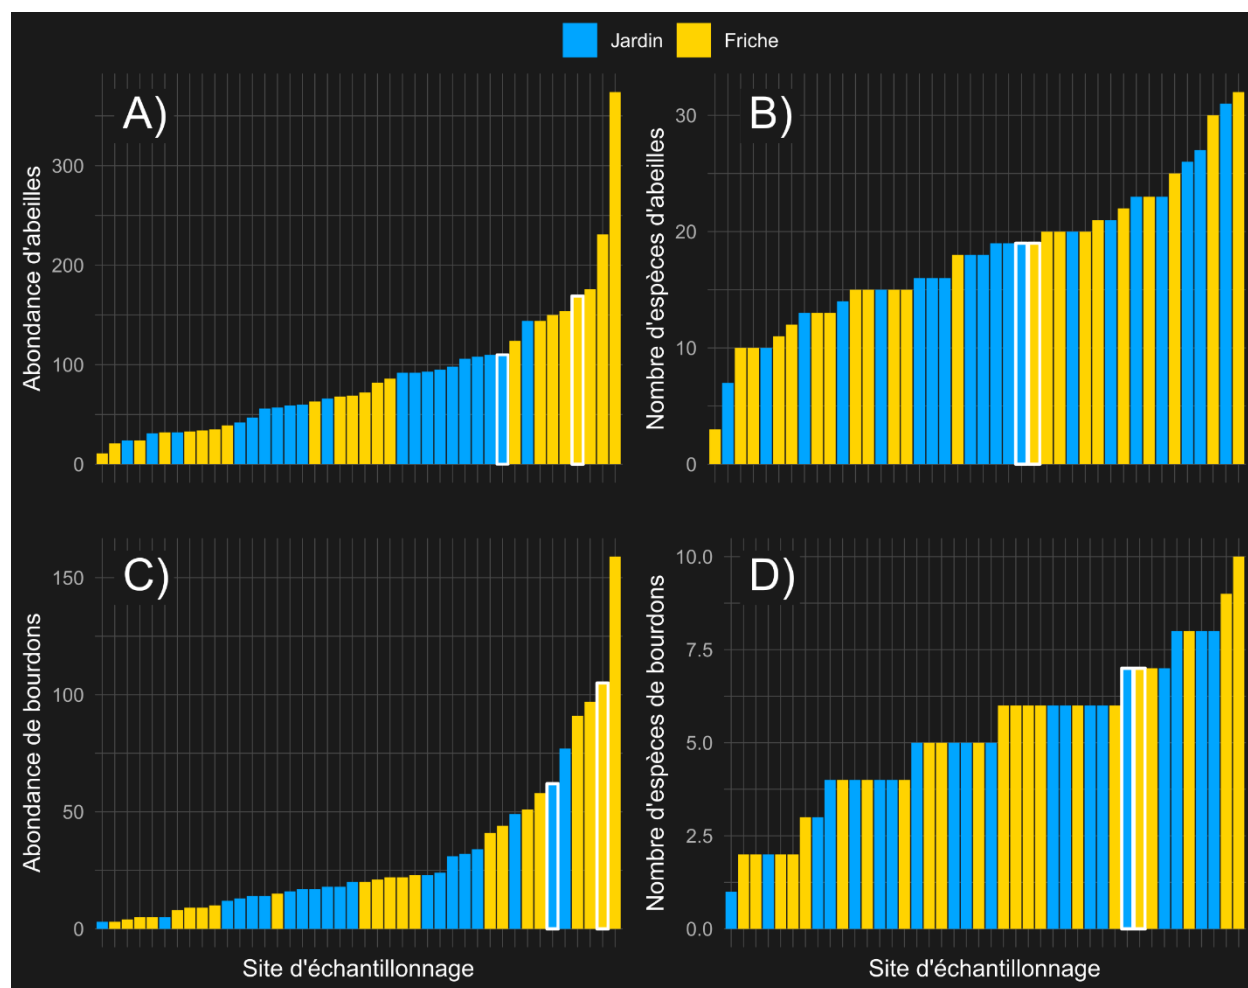 Jardin Friche
A)
Abondance d'abeilles
300
200
100
0
B)
Nombre d'espèces d'abeilles
30
20
10
0
C)
Abondance de bourdons
150
100
50
0
Site d'échantillonnage
D)
Nombre d'espèces de bourdons
10.0
7.5
5.0
2.5
0.0
Site d'échantillonnage